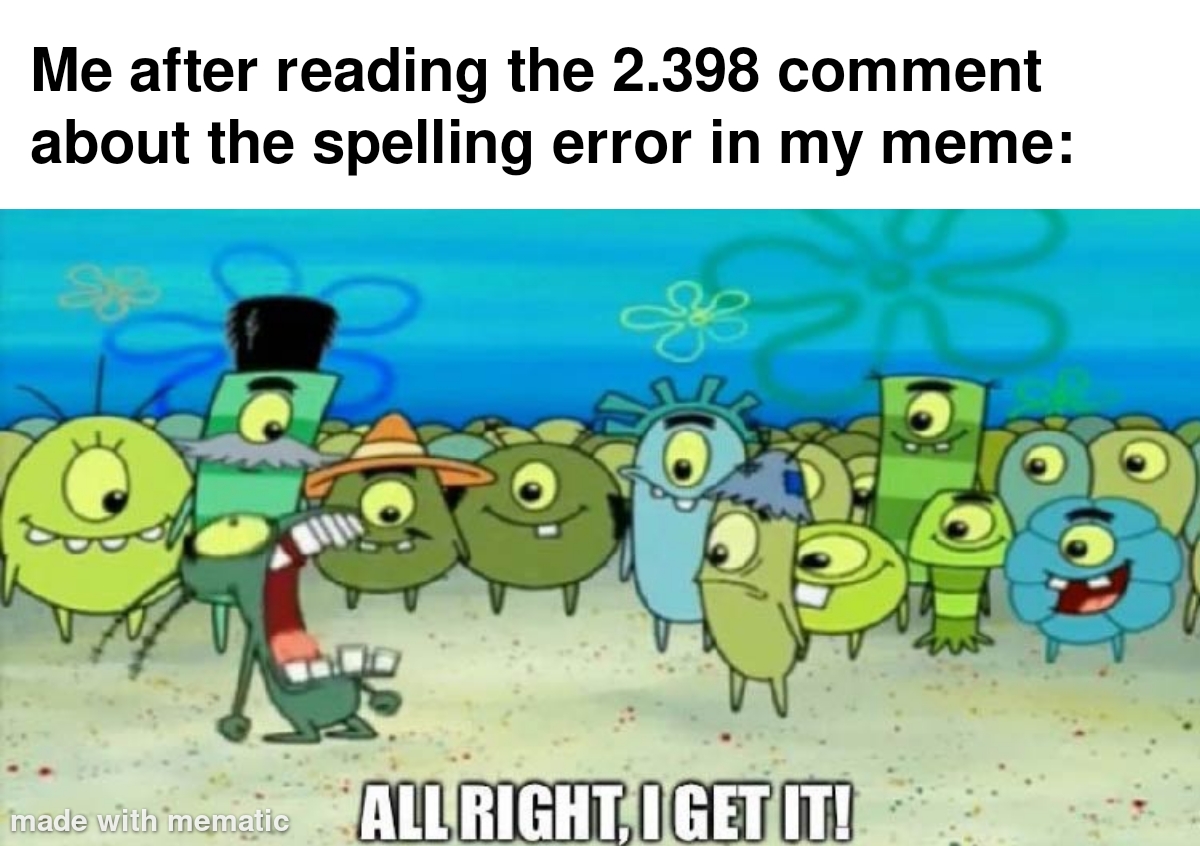 Me after reading the 2.398 comment
about the spelling error in my meme:
ALL RIGHT, I GET IT!
made with mematic